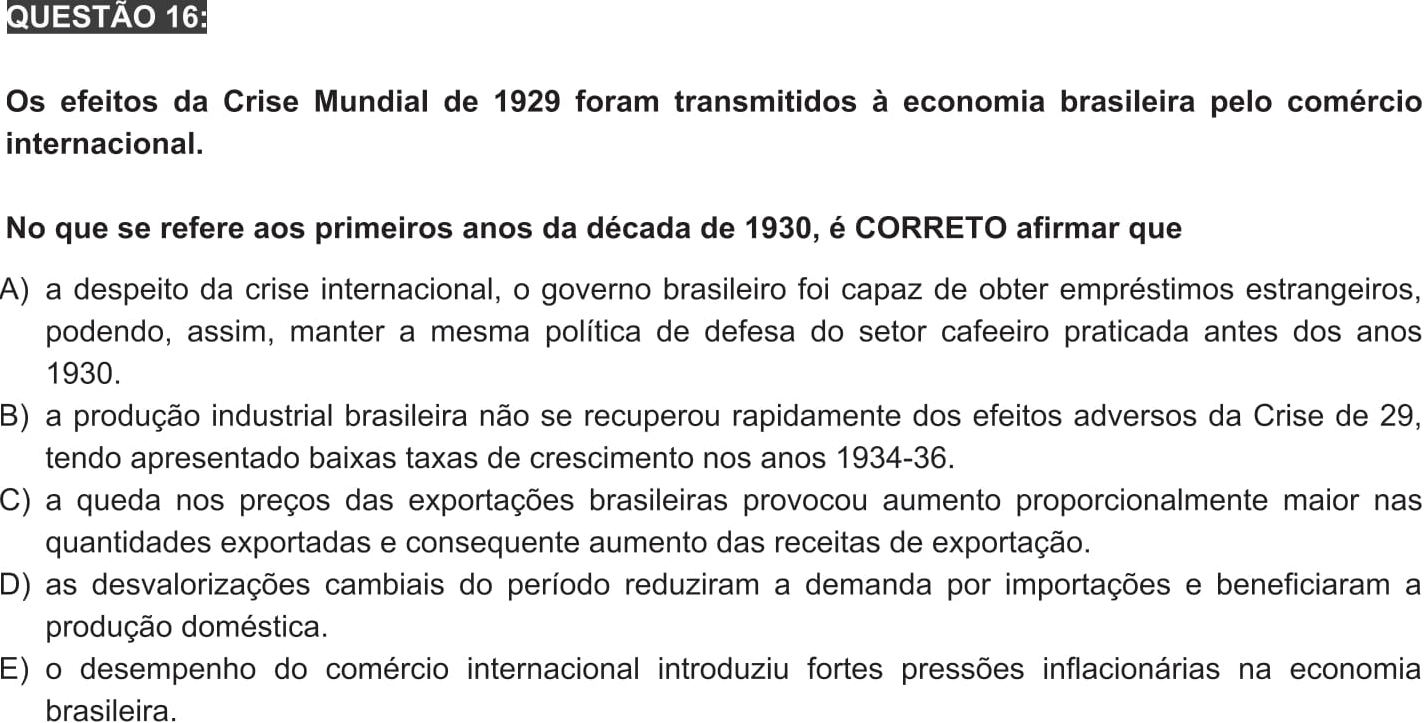 QUESTÃO 16:
Os efeitos da Crise Mundial de 1929 foram transmitidos à economia brasileira pelo comércio
internacional.
No que se refere aos primeiros anos da década de 1930, é CORRETO afirmar que
A) a despeito da crise internacional, o governo brasileiro foi capaz de obter empréstimos estrangeiros,
podendo, assim, manter a mesma política de defesa do setor cafeeiro praticada antes dos anos
1930.
B) a produção industrial brasileira não se recuperou rapidamente dos efeitos adversos da Crise de 29,
tendo apresentado baixas taxas de crescimento nos anos 1934-36.
C) a queda nos preços das exportações brasileiras provocou aumento proporcionalmente maior nas
quantidades exportadas e consequente aumento das receitas de exportação.
D) as desvalorizações cambiais do período reduziram a demanda por importações e beneficiaram a
produção doméstica.
E) o desempenho do comércio internacional introduziu fortes pressões inflacionárias na economia
brasileira.